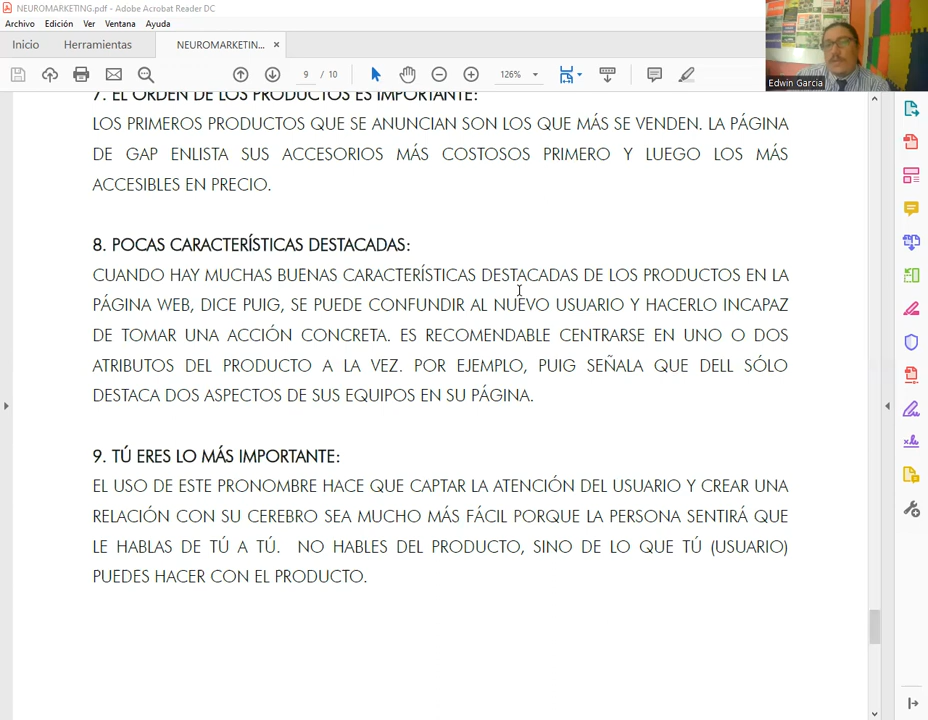 NEUROMARKETING.pdf - Adobe Acrobat Reader DC
Archivo Edición Ver Ventana Ayuda
Inicio Herramientas NEUROMARKETIN... ×
9 / 10 126%
Edwin Garcia
7. EL ORDEN DE LOS PRODUCTOS ES IMPORTANTE:
LOS PRIMEROS PRODUCTOS QUE SE ANUNCIAN SON LOS QUE MÁS SE VENDEN. LA PÁGINA
DE GAP ENLISTA SUS ACCESORIOS MÁS COSTOSOS PRIMERO Y LUEGO LOS MÁS
ACCESIBLES EN PRECIO.
8. POCAS CARACTERÍSTICAS DESTACADAS:
CUANDO HAY MUCHAS BUENAS CARACTERÍSTICAS DESTACADAS DE LOS PRODUCTOS EN LA
PÁGINA WEB, DICE PUIG, SE PUEDE CONFUNDIR AL NUEVO USUARIO Y HACERLO INCAPAZ
DE TOMAR UNA ACCIÓN CONCRETA. ES RECOMENDABLE CENTRARSE EN UNO O DOS
ATRIBUTOS DEL PRODUCTO A LA VEZ. POR EJEMPLO, PUIG SEÑALA QUE DELL SÓLO
DESTACA DOS ASPECTOS DE SUS EQUIPOS EN SU PÁGINA.
9. TÚ ERES LO MÁS IMPORTANTE:
EL USO DE ESTE PRONOMBRE HACE QUE CAPTAR LA ATENCIÓN DEL USUARIO Y CREAR UNA
RELACIÓN CON SU CEREBRO SEA MUCHO MÁS FÁCIL PORQUE LA PERSONA SENTIRÁ QUE
LE HABLAS DE TÚ A TÚ. NO HABLES DEL PRODUCTO, SINO DE LO QUE TÚ (USUARIO)
PUEDES HACER CON EL PRODUCTO.